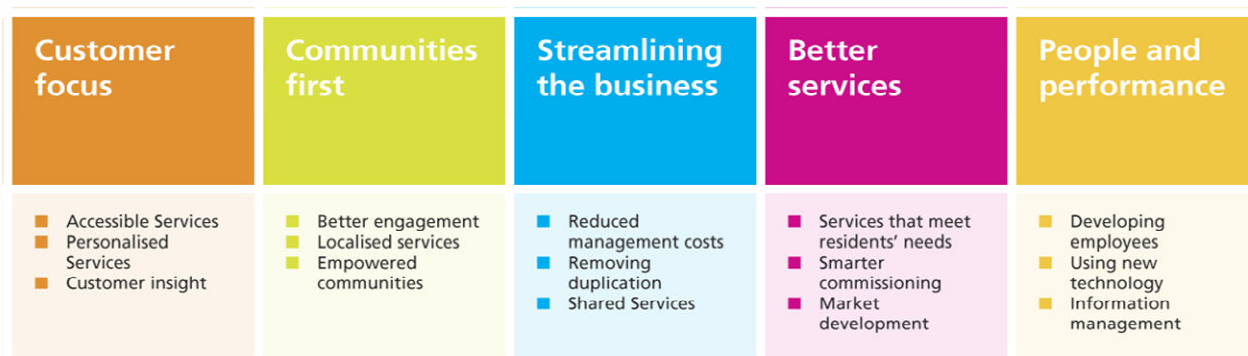 Customer
focus
Accessible Services
Personalised
Services
Customer insight
Communities
first
Better engagement
Localised services
Empowered
communities
Streamlining
the business
Reduced
management costs
Removing
duplication
Shared Services
Better
services
Services that meet
residents’ needs
Smarter
commissioning
Market
development
People and
performance
Developing
employees
Using new
technology
Information
management